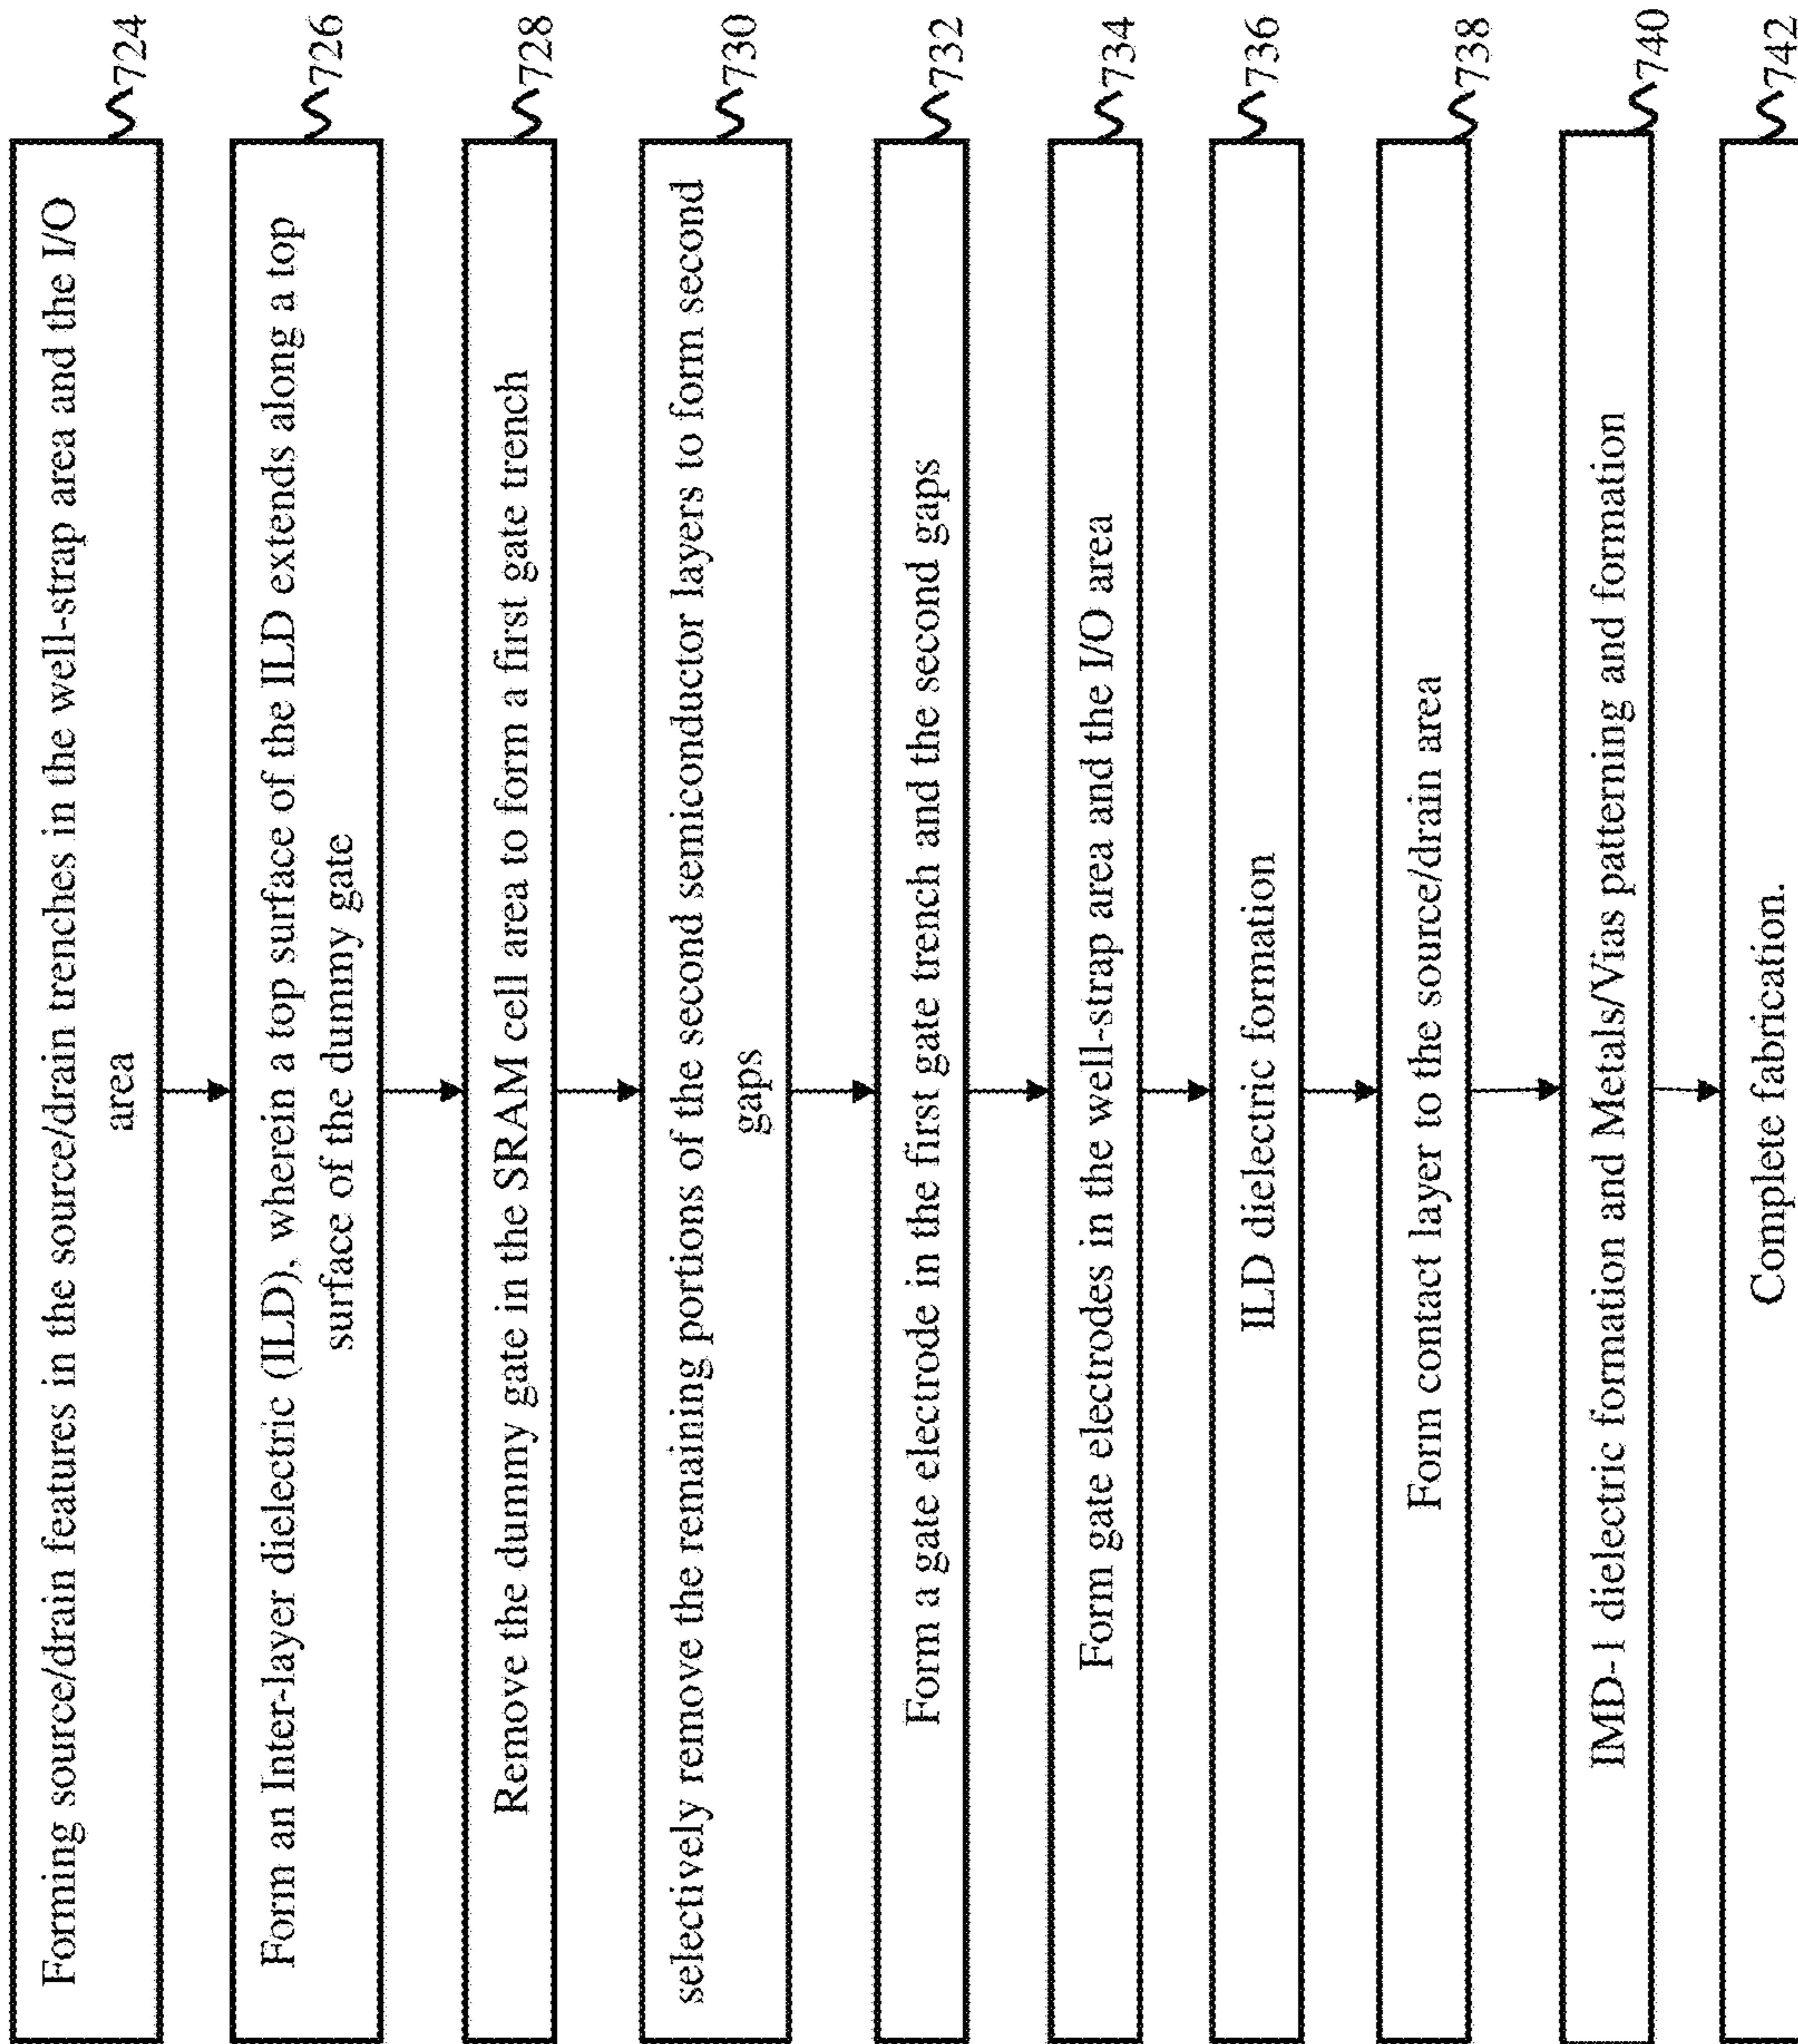 Forming source/drain features in the source/drain trenches in the well-strap area and the I/O
area
724
Form an Inter-layer dielectric (ILD), wherein a top surface of the ILD extends along a top
surface of the dummy gate
726
Remove the dummy gate in the SRAM cell area to form a first gate trench
728
selectively remove the remaining portions of the second semiconductor layers to form second
gaps
730
Form a gate electrode in the first gate trench and the second gaps
732
Form gate electrodes in the well-strap area and the I/O area
734
ILD dielectric formation
736
Form contact layer to the source/drain area
738
IMD-1 dielectric formation and Metals/Vias patterning and formation
740
Complete fabrication.
742